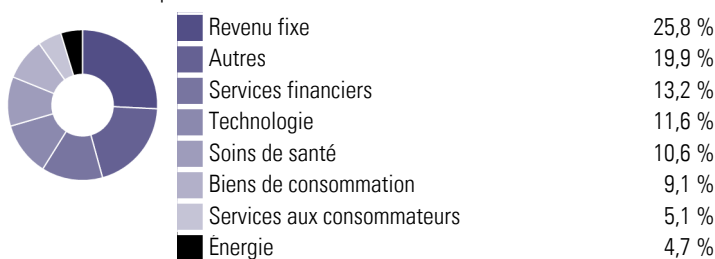 Revenu fixe 25,8 %
Autres 19,9 %
Services financiers 13,2 %
Technologie 11,6 %
Soins de santé 10,6 %
Biens de consommation 9,1 %
Services aux consommateurs 5,1 %
Énergie 4,7 %